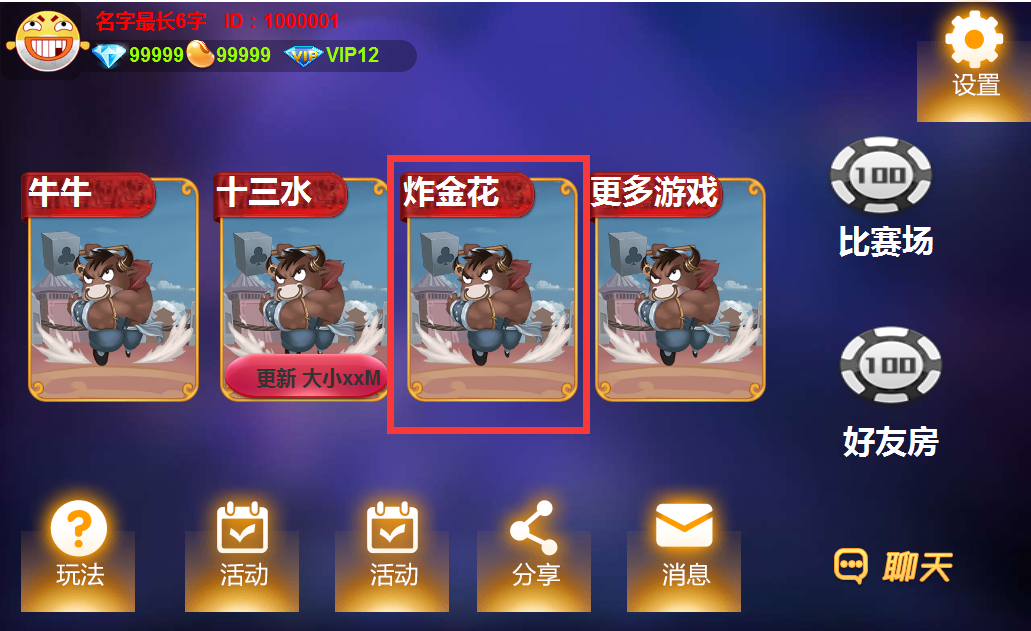 名字最长6字 ID：1000001
99999 99999 VIP VIP12
设置
牛牛
十三水
炸金花
更多游戏
100
比赛场
更新 大小xxM
100
好友房
玩法
活动
活动
分享
消息
聊天